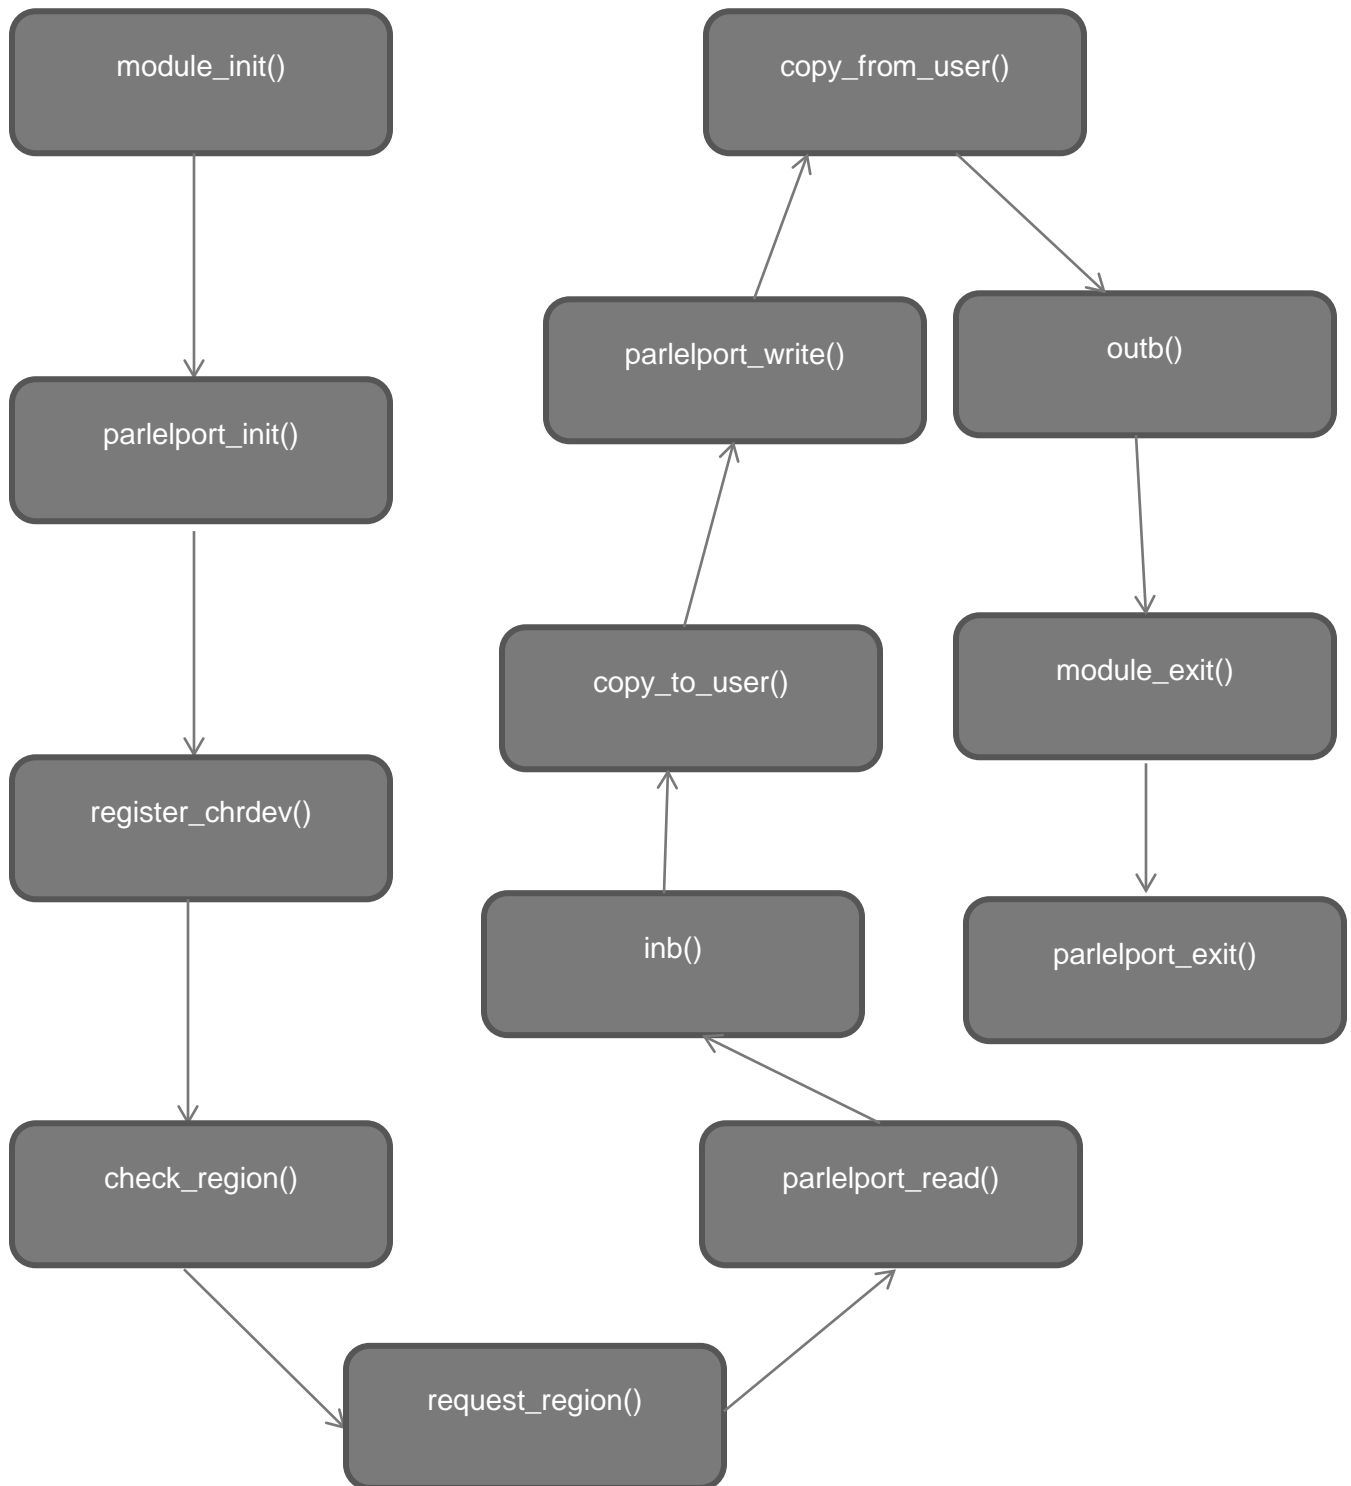 module_init()
parlelport_init()
register_chrdev()
check_region()
request_region()
parlelport_read()
inb()
copy_to_user()
parlelport_write()
copy_from_user()
outb()
module_exit()
parlelport_exit()